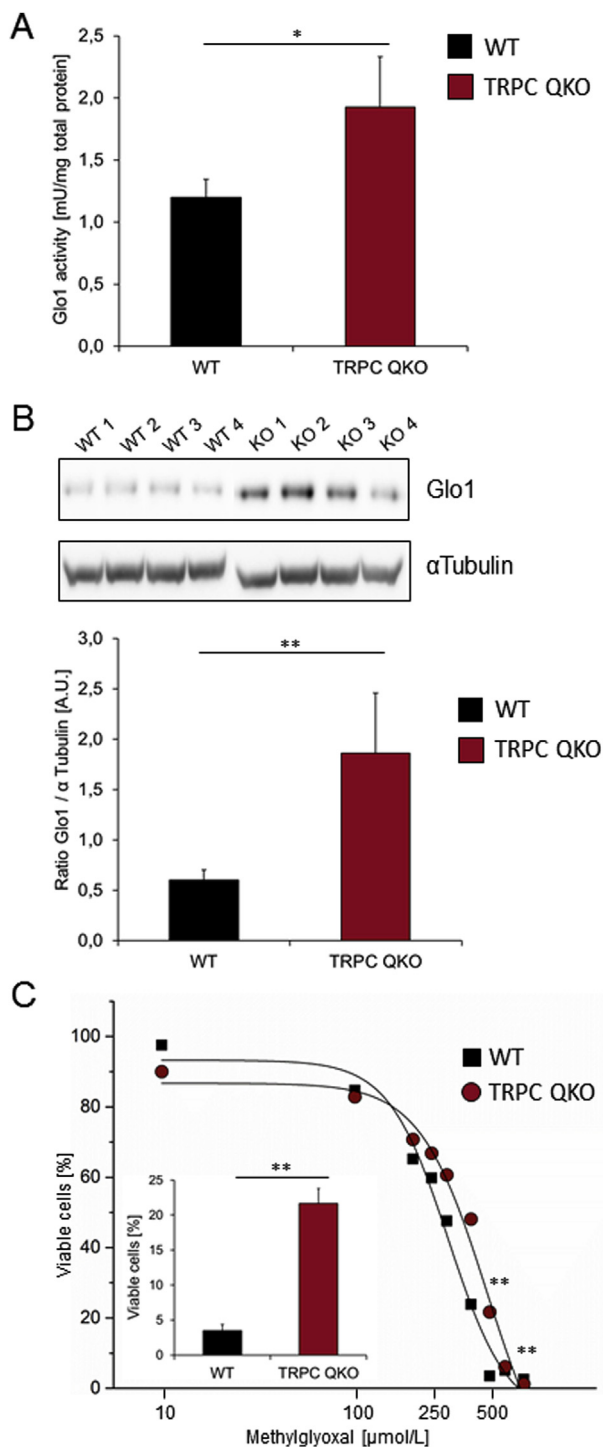 A
2,5
2,0
1,5
1,0
0,5
0,0
Glo1 activity [mU/mg total protein]
*
WT
TRPC QKO
WT
TRPC QKO
B
WT 1
WT 2
WT 3
WT 4
KO 1
KO 2
KO 3
KO 4
Glo1
αTubulin
3,0
2,5
2,0
1,5
1,0
0,5
0,0
Ratio Glo1 / α Tubulin [A.U.]
**
WT
TRPC QKO
WT
TRPC QKO
C
100
80
60
40
20
0
Viable cells [%]
WT
TRPC QKO
25
20
15
10
5
0
Viable cells [%]
**
WT
TRPC QKO
**
**
10
100
250
500
Methylglyoxal [µmol/L]